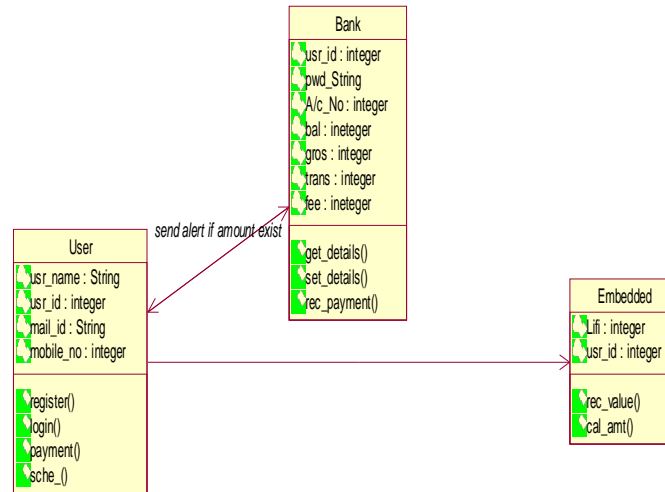 Bank
usr_id : integer
pwd_String
A/c_No : integer
bal : ineteger
gros : integer
trans : integer
fee : ineteger
get_details()
set_details()
rec_payment()
send alert if amount exist
User
usr_name : String
usr_id : integer
mail_id : String
mobile_no : integer
register()
login()
payment()
sche_()
Embedded
Lifi : integer
usr_id : integer
rec_value()
cal_amt()